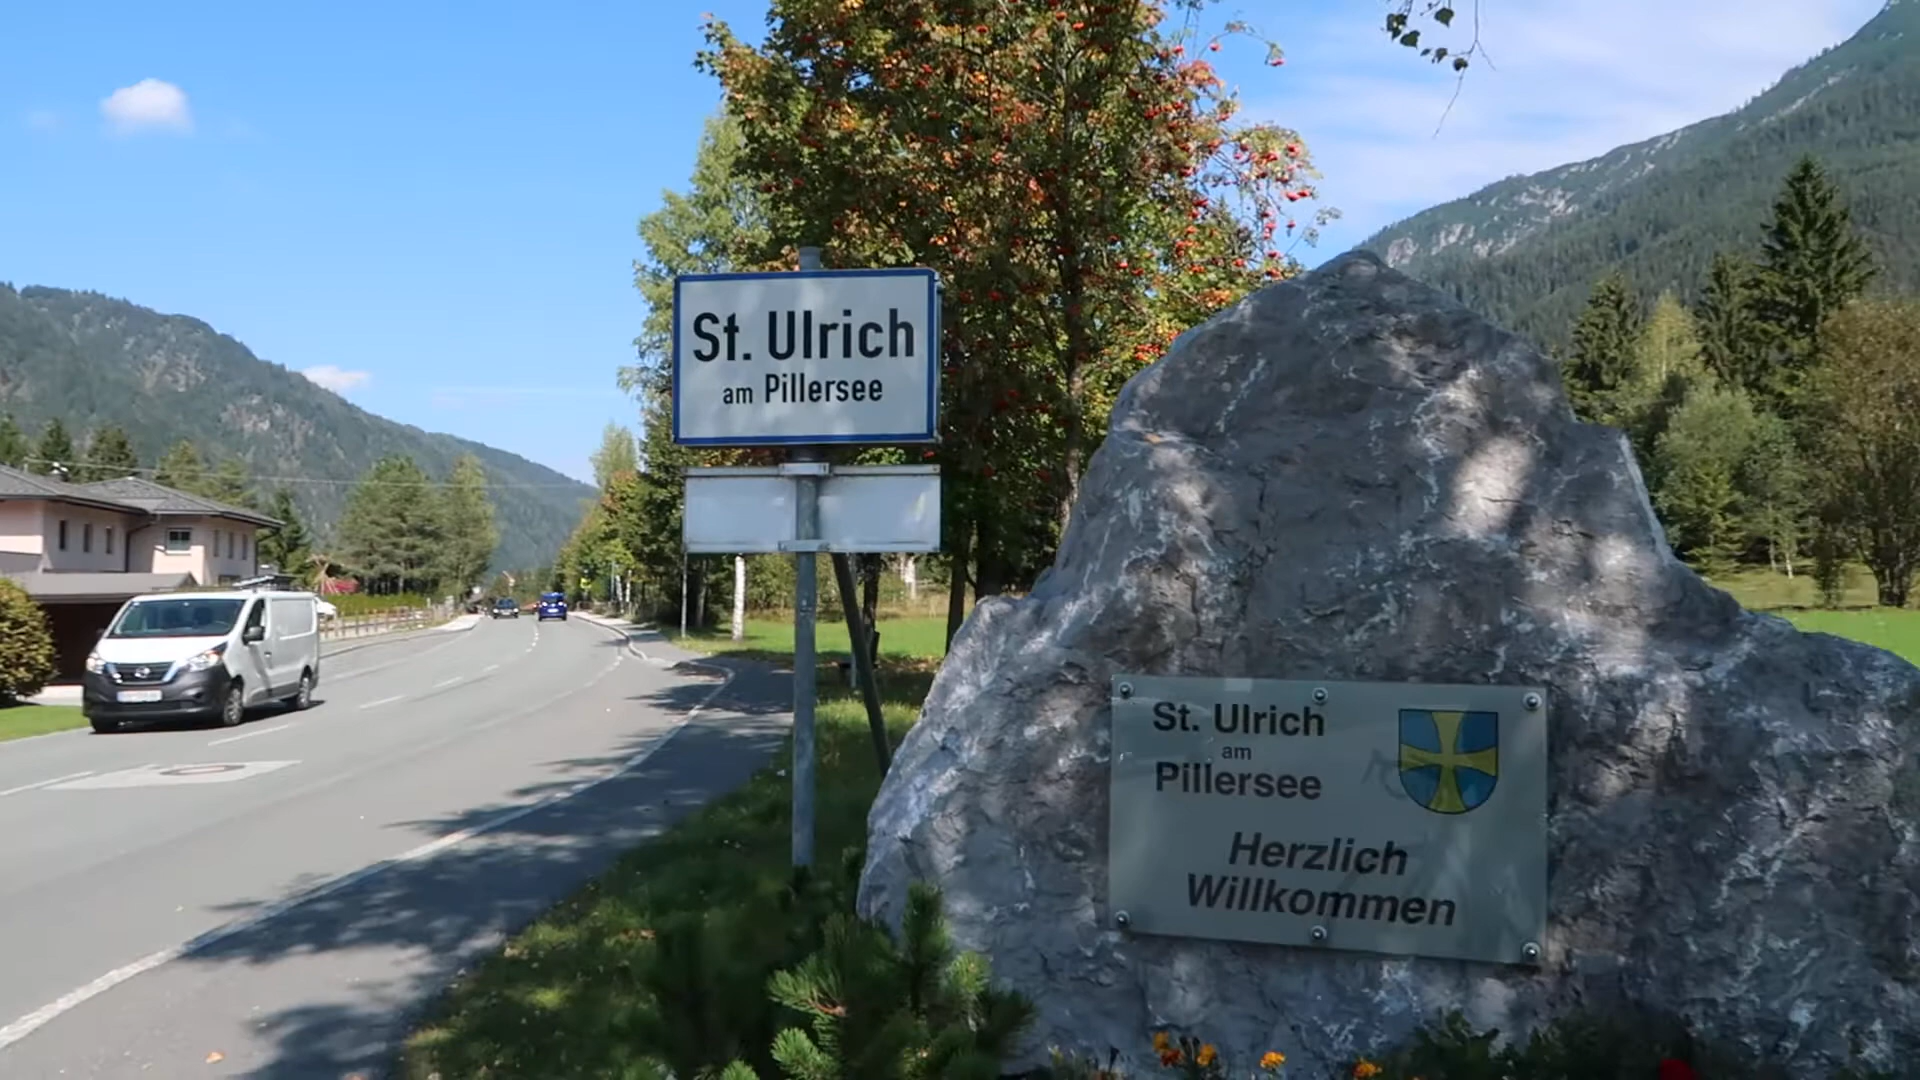 St. Ulrich
am Pillersee
St. Ulrich
am
Pillersee
Herzlich
Willkommen